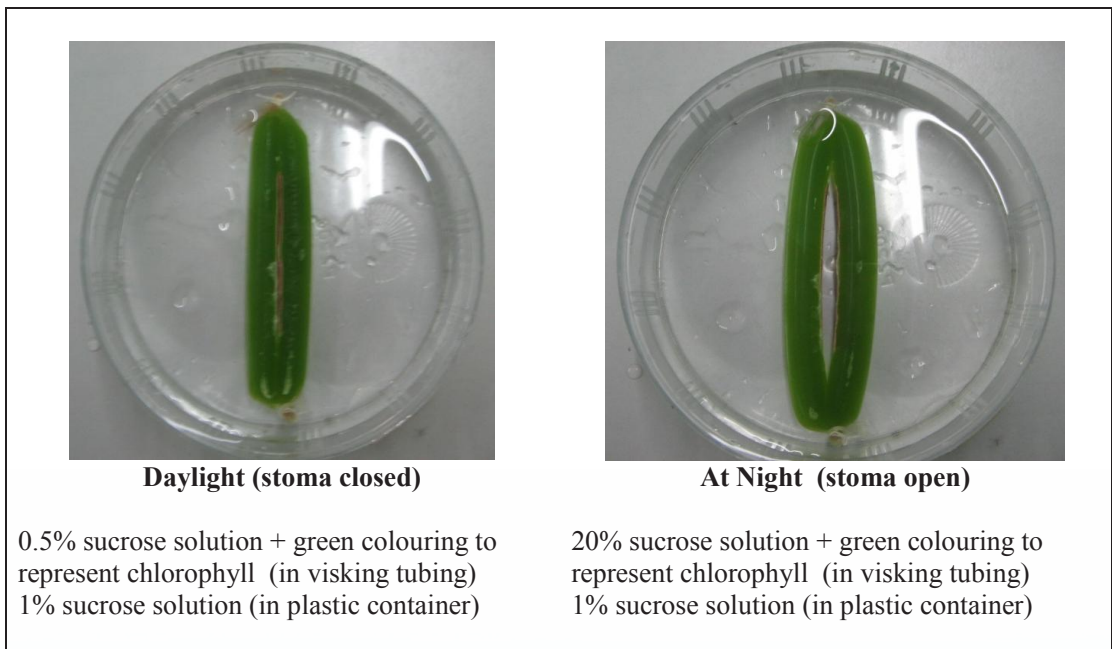 Daylight (stoma closed)
0.5% sucrose solution + green colouring to
represent chlorophyll (in visking tubing)
1% sucrose solution (in plastic container)
At Night (stoma open)
20% sucrose solution + green colouring to
represent chlorophyll (in visking tubing)
1% sucrose solution (in plastic container)